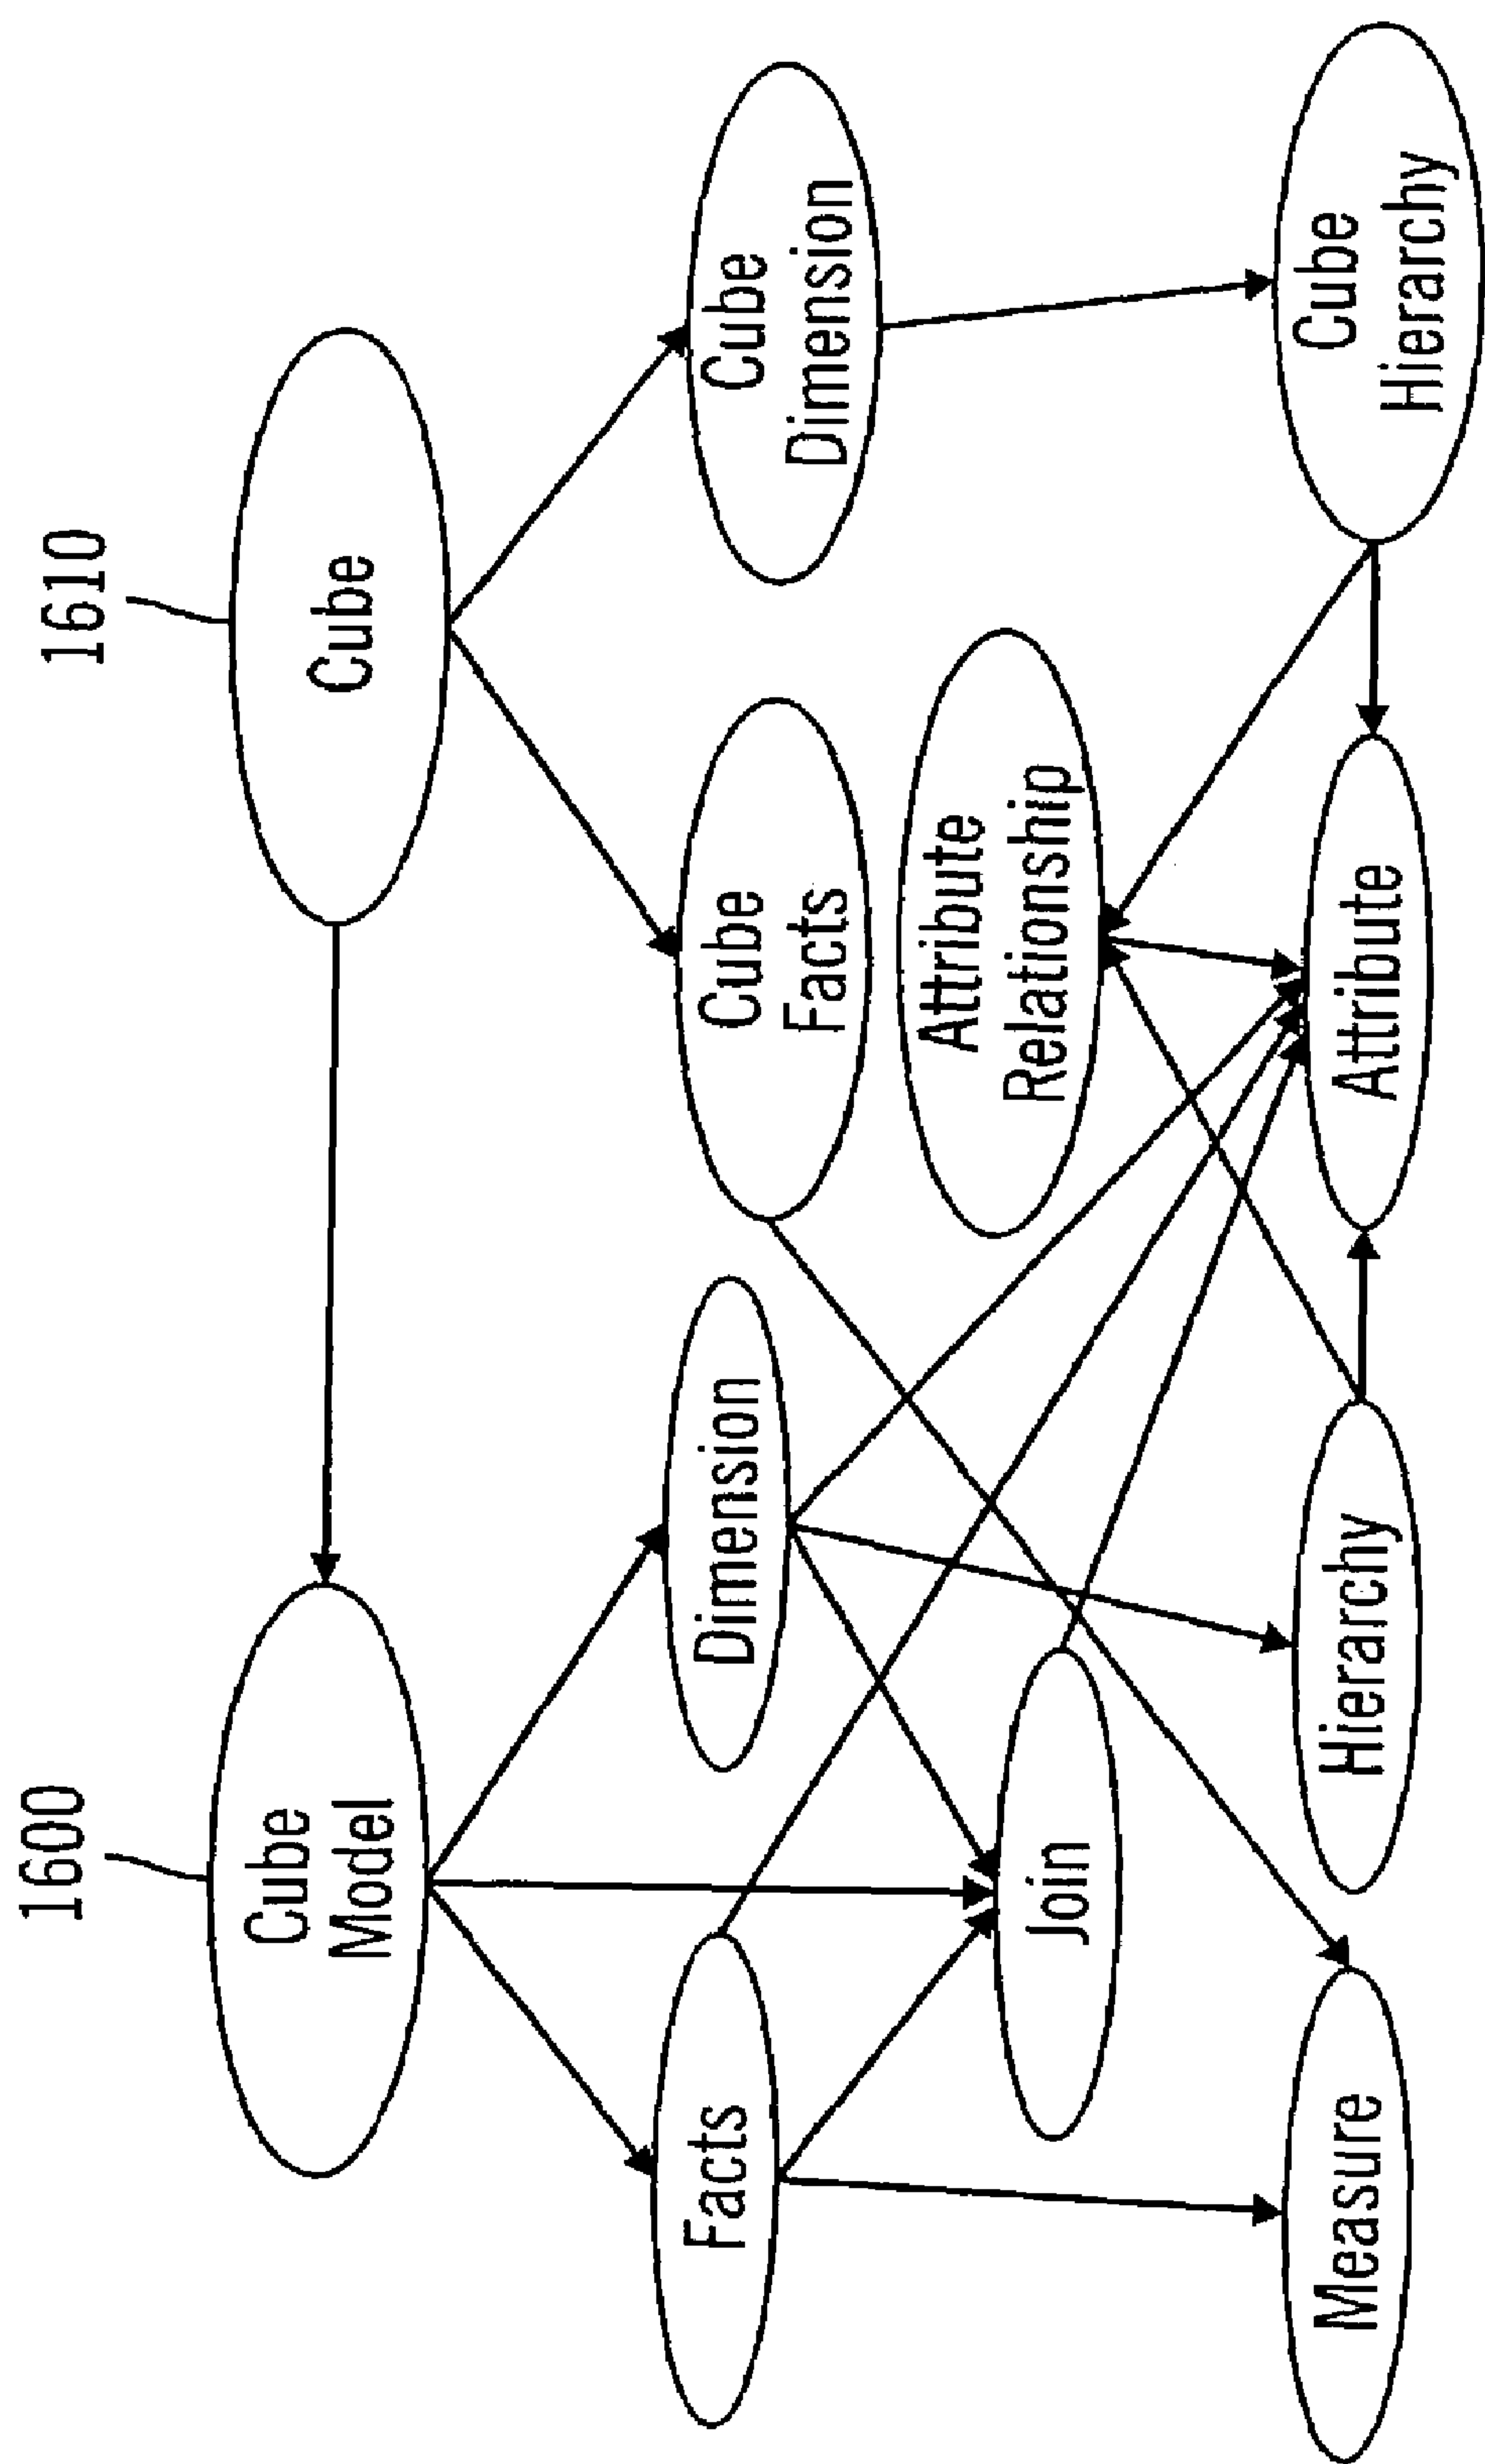 1600
1610
Cube
Model
Cube
Facts
Dimension
Cube
Facts
Cube
Dimension
Join
Attribute
Relationship
Measure
Hierarchy
Attribute
Cube
Hierarchy